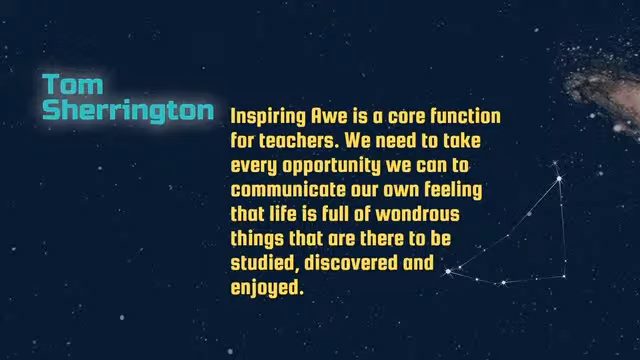 Tom
Sherrington
Inspiring Awe is a core function
for teachers. We need to take
every opportunity we can to
communicate our own feeling
that life is full of wondrous
things that are there to be
studied, discovered and
enjoyed.